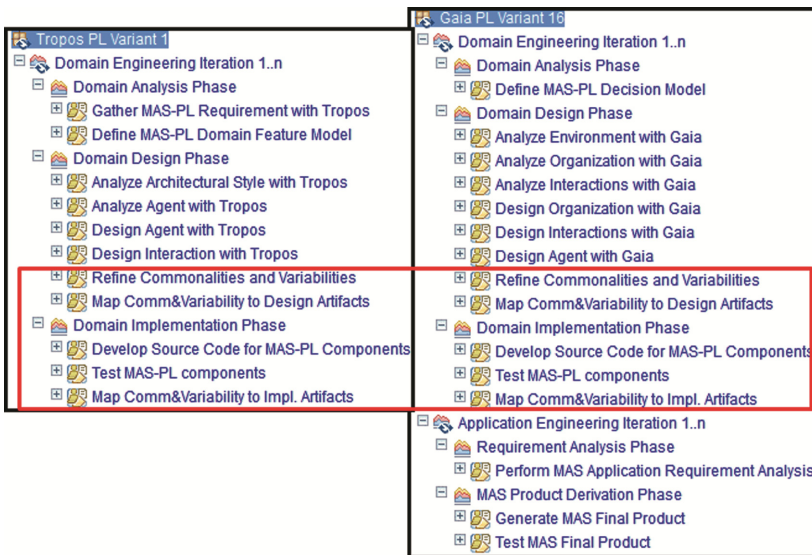 Tropos PL Variant 1
Domain Engineering Iteration 1..n
Domain Analysis Phase
Gather MAS-PL Requirement with Tropos
Define MAS-PL Domain Feature Model
Domain Design Phase
Analyze Architectural Style with Tropos
Analyze Agent with Tropos
Design Agent with Tropos
Design Interaction with Tropos
Refine Commonalities and Variabilities
Map Comm&Variability to Design Artifacts
Domain Implementation Phase
Develop Source Code for MAS-PL Components
Test MAS-PL components
Map Comm&Variability to Impl. Artifacts
Gaia PL Variant 16
Domain Engineering Iteration 1..n
Domain Analysis Phase
Define MAS-PL Decision Model
Domain Design Phase
Analyze Environment with Gaia
Analyze Organization with Gaia
Analyze Interactions with Gaia
Design Organization with Gaia
Design Interactions with Gaia
Design Agent with Gaia
Refine Commonalities and Variabilities
Map Comm&Variability to Design Artifacts
Domain Implementation Phase
Develop Source Code for MAS-PL Components
Test MAS-PL components
Map Comm&Variability to Impl. Artifacts
Application Engineering Iteration 1..n
Requirement Analysis Phase
Perform MAS Application Requirement Analysis
MAS Product Derivation Phase
Generate MAS Final Product
Test MAS Final Product